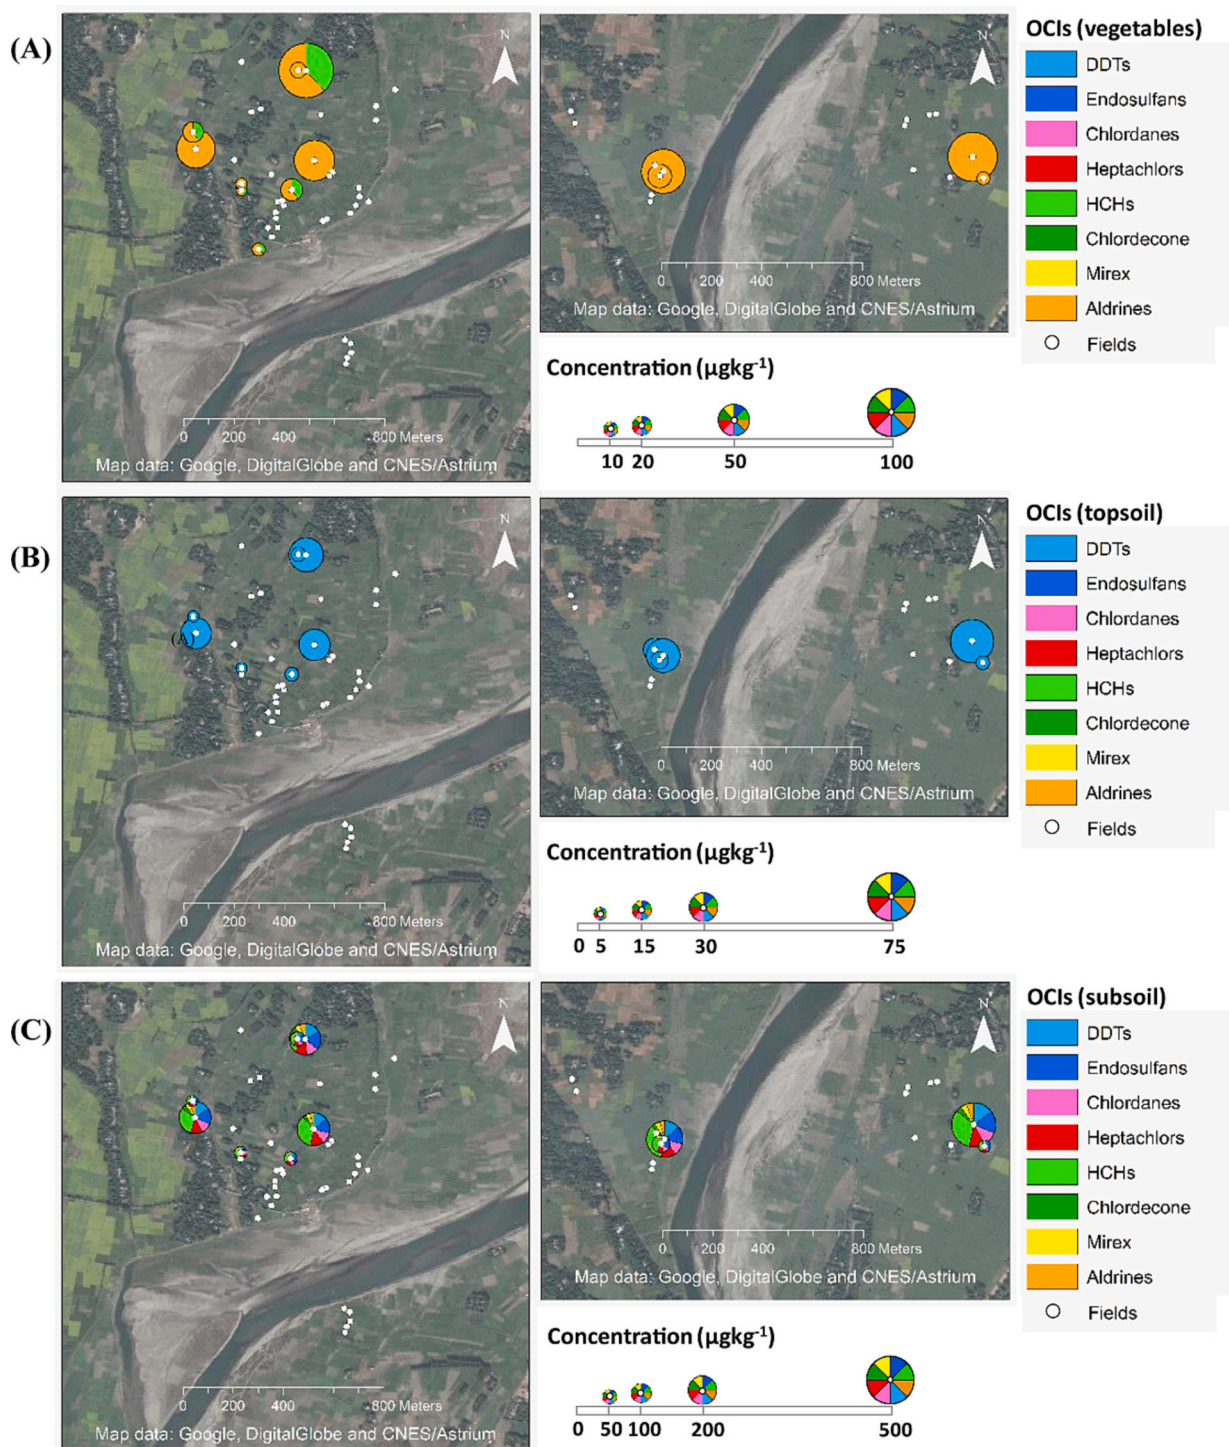 (A)
N
0 200 400 800 Meters
Map data: Google, DigitalGlobe and CNES/Astrium
N
0 200 400 800 Meters
Map data: Google, DigitalGlobe and CNES/Astrium
OCIs (vegetables)
DDTs
Endosulfans
Chlordanes
Heptachlors
HCHs
Chlordecone
Mirex
Aldrines
Fields
Concentration (µgkg⁻¹)
10 20 50 100
(B)
N
(A)
0 200 400 800 Meters
Map data: Google, DigitalGlobe and CNES/Astrium
N
0 200 400 800 Meters
Map data: Google, DigitalGlobe and CNES/Astrium
OCIs (topsoil)
DDTs
Endosulfans
Chlordanes
Heptachlors
HCHs
Chlordecone
Mirex
Aldrines
Fields
Concentration (µgkg⁻¹)
0 5 15 30 75
(C)
N
0 200 400 800 Meters
Map data: Google, DigitalGlobe and CNES/Astrium
N
0 200 400 800 Meters
Map data: Google, DigitalGlobe and CNES/Astrium
OCIs (subsoil)
DDTs
Endosulfans
Chlordanes
Heptachlors
HCHs
Chlordecone
Mirex
Aldrines
Fields
Concentration (µgkg⁻¹)
0 50 100 200 500